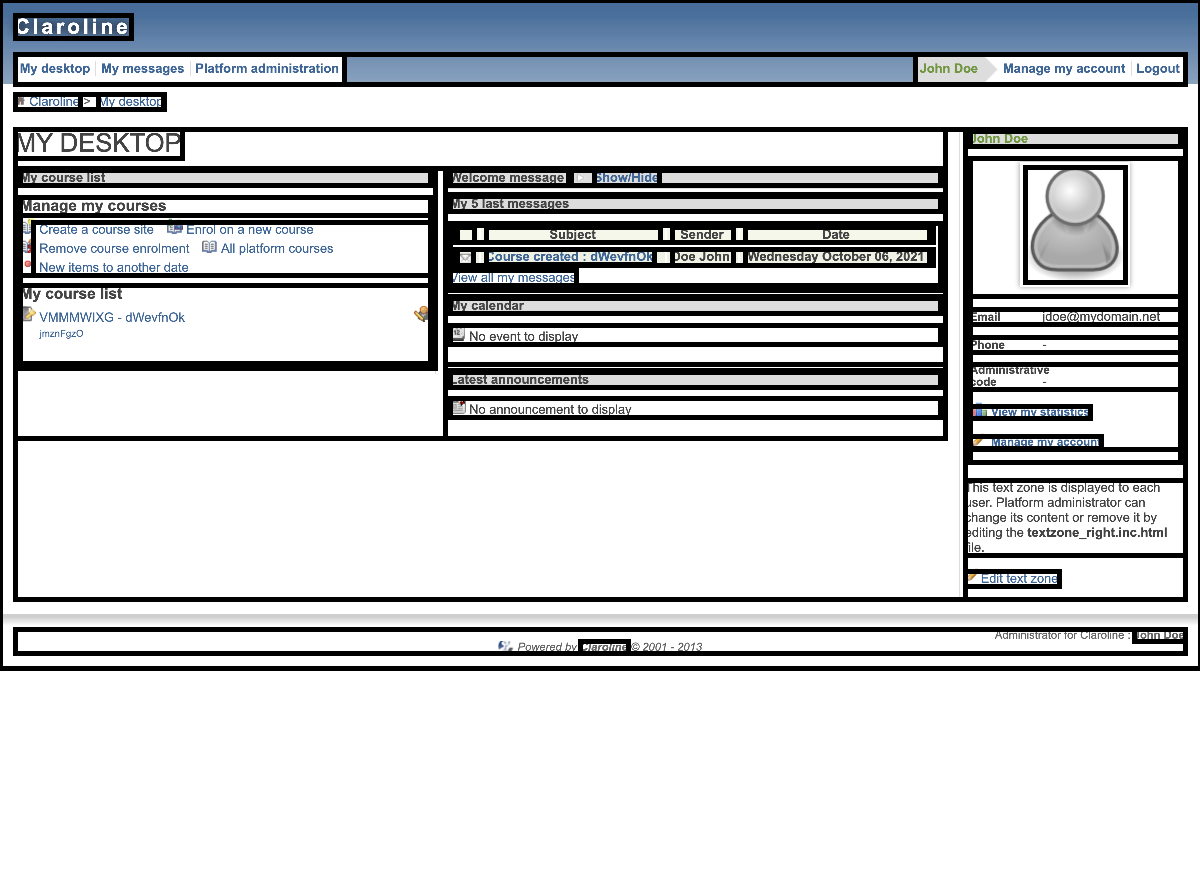 Claroline
My desktop My messages Platform administration John Doe Manage my account Logout
Claroline > My desktop
MY DESKTOP
My course list
Manage my courses
Create a course site Enrol on a new course
Remove course enrolment All platform courses
New items to another date
My course list
VMMMWIXG - dWevfnOk
jmznFgzO
Welcome message Show/Hide
My 5 last messages
Subject Sender Date
Course created : dWevfnOk Doe John Wednesday October 06, 2021
View all my messages
My calendar
No event to display
Latest announcements
No announcement to display
John Doe
Email jdoe@mydomain.net
Phone -
Administrative
code -
View my statistics
Manage my account
This text zone is displayed to each
user. Platform administrator can
change its content or remove it by
editing the textzone_right.inc.html
file.
Edit text zone
Administrator for Claroline : John Doe
Powered by Claroline © 2001 - 2013